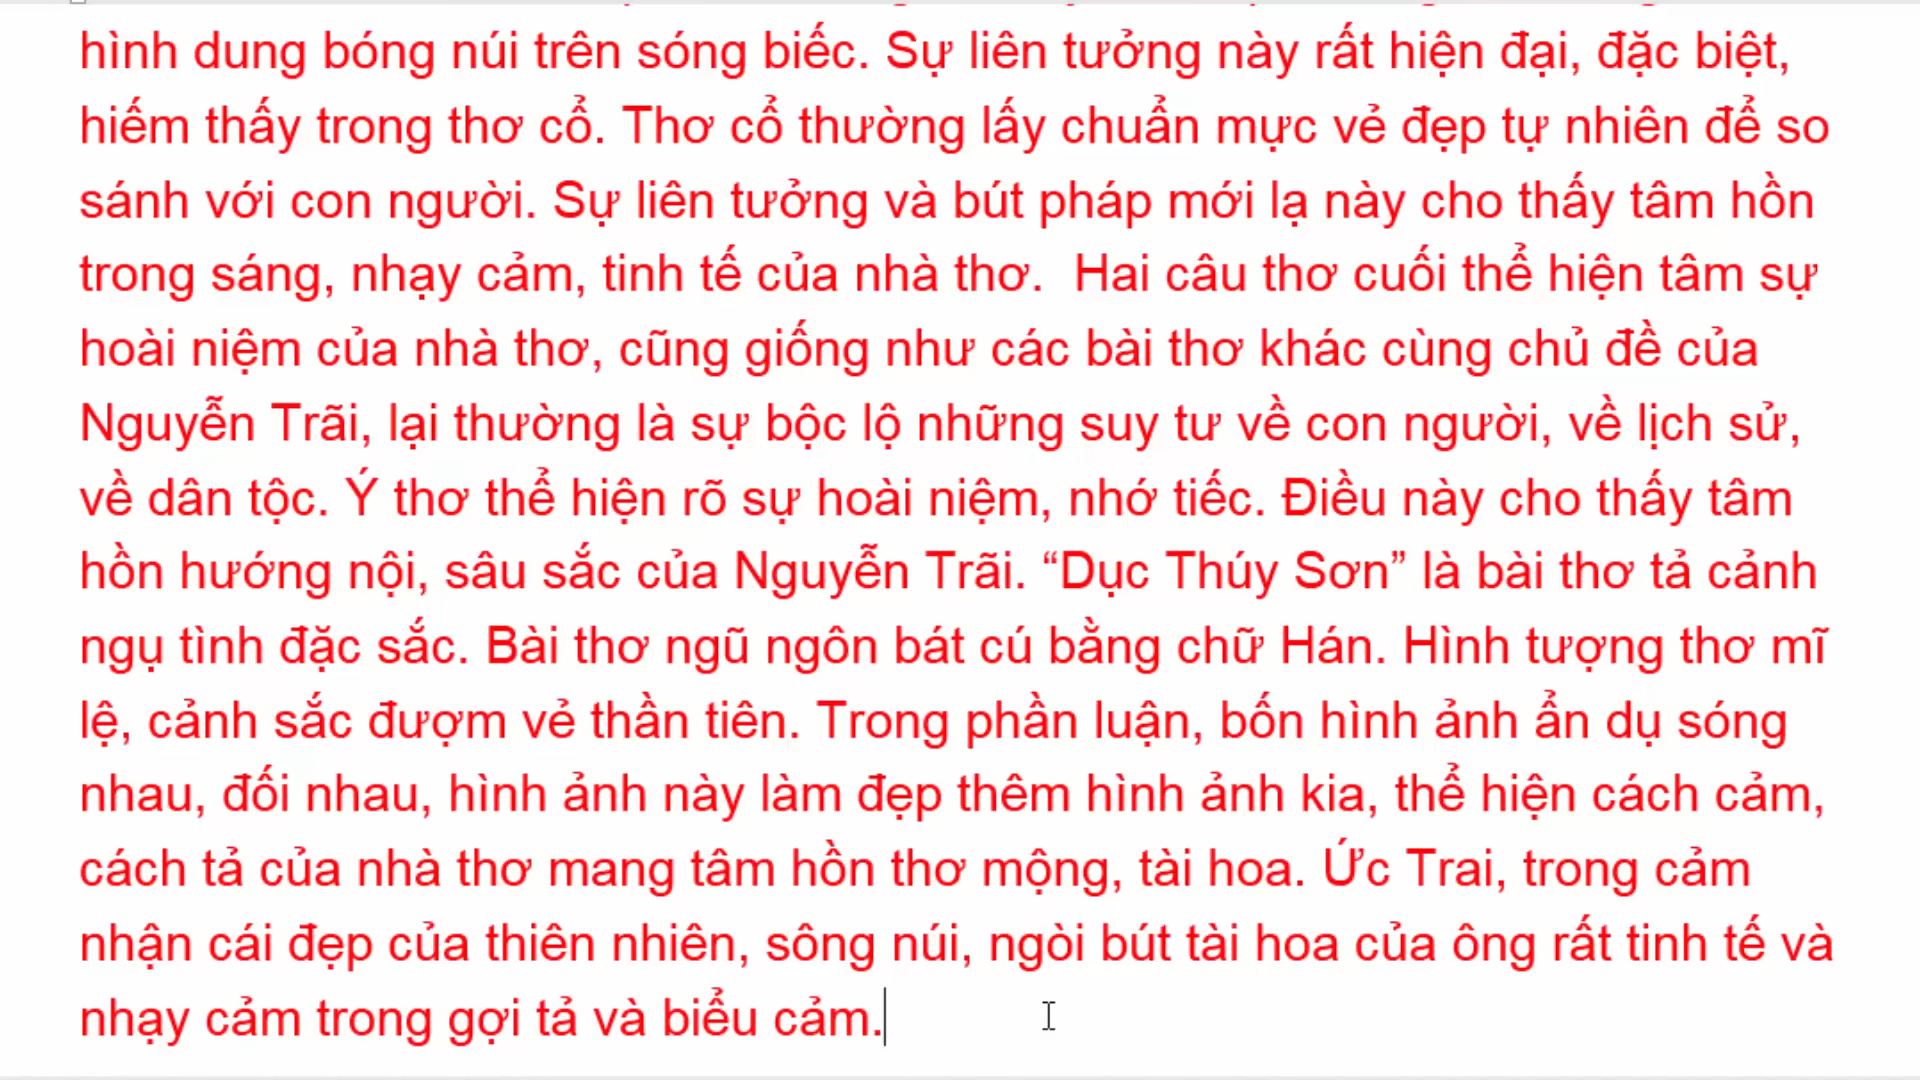 hình dung bóng núi trên sóng biếc. Sự liên tưởng này rất hiện đại, đặc biệt,
hiếm thấy trong thơ cổ. Thơ cổ thường lấy chuẩn mực vẻ đẹp tự nhiên để so
sánh với con người. Sự liên tưởng và bút pháp mới lạ này cho thấy tâm hồn
trong sáng, nhạy cảm, tinh tế của nhà thơ.  Hai câu thơ cuối thể hiện tâm sự
hoài niệm của nhà thơ, cũng giống như các bài thơ khác cùng chủ đề của
Nguyễn Trãi, lại thường là sự bộc lộ những suy tư về con người, về lịch sử,
về dân tộc. Ý thơ thể hiện rõ sự hoài niệm, nhớ tiếc. Điều này cho thấy tâm
hồn hướng nội, sâu sắc của Nguyễn Trãi. “Dục Thúy Sơn” là bài thơ tả cảnh
ngụ tình đặc sắc. Bài thơ ngũ ngôn bát cú bằng chữ Hán. Hình tượng thơ mĩ
lệ, cảnh sắc đượm vẻ thần tiên. Trong phần luận, bốn hình ảnh ẩn dụ sóng
nhau, đối nhau, hình ảnh này làm đẹp thêm hình ảnh kia, thể hiện cách cảm,
cách tả của nhà thơ mang tâm hồn thơ mộng, tài hoa. Ức Trai, trong cảm
nhận cái đẹp của thiên nhiên, sông núi, ngòi bút tài hoa của ông rất tinh tế và
nhạy cảm trong gợi tả và biểu cảm.